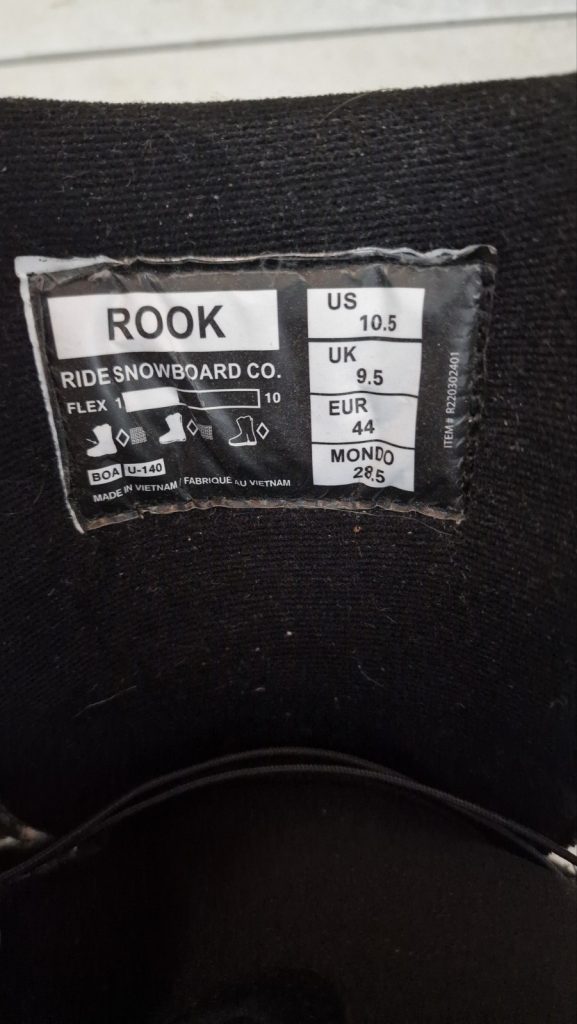 ROOK
RIDE SNOWBOARD CO.
FLEX 1 10
BOA U-140
MADE IN VIETNAM / FABRIQUE AU VIETNAM
US
10.5
UK
9.5
EUR
44
MONDO
28.5
ITEM# R220302401